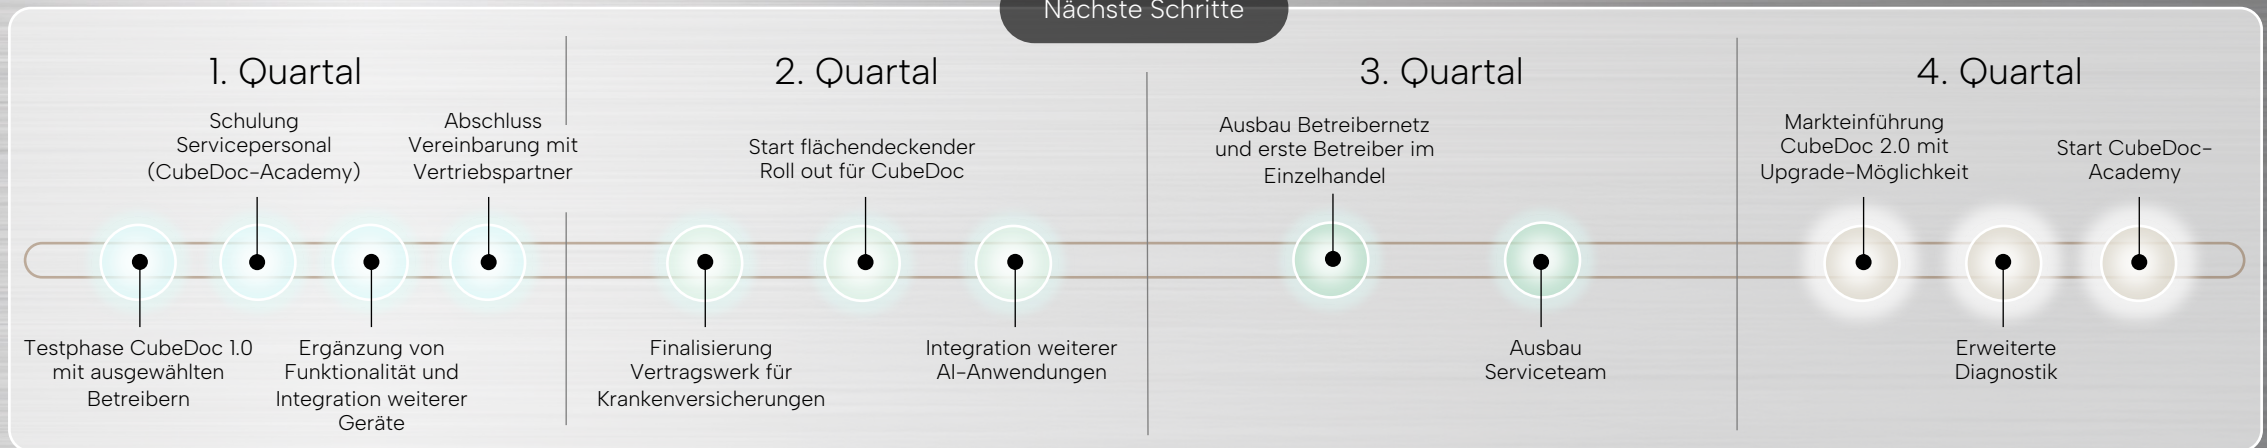 Nächste Schritte
1. Quartal
Schulung
Servicepersonal
(CubeDoc-Academy)
Abschluss
Vereinbarung mit
Vertriebspartner
Testphase CubeDoc 1.0
mit ausgewählten
Betreibern
Ergänzung von
Funktionalität und
Integration weiterer
Geräte
2. Quartal
Start flächendeckender
Roll out für CubeDoc
Finalisierung
Vertragswerk für
Krankenversicherungen
Integration weiterer
AI-Anwendungen
3. Quartal
Ausbau Betreibernetz
und erste Betreiber im
Einzelhandel
Ausbau
Serviceteam
4. Quartal
Markteinführung
CubeDoc 2.0 mit
Upgrade-Möglichkeit
Start CubeDoc-
Academy
Erweiterte
Diagnostik